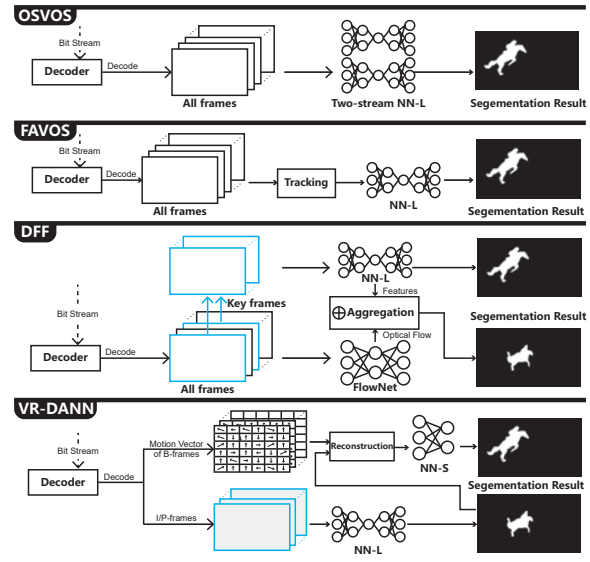 OSVOS
Bit Stream
Decoder
Decode
All frames
Two-stream NN-L
Segementation Result
FAVOS
Bit Stream
Decoder
Decode
All frames
Tracking
NN-L
Segementation Result
DFF
Key frames
NN-L
Features
Bit Stream
Aggregation
Segementation Result
Optical Flow
Decoder
Decode
All frames
FlowNet
VR-DANN
Bit Stream
Motion Vector
of B-frames
Reconstruction
NN-S
Decoder
Decode
Segementation Result
I/P-frames
NN-L